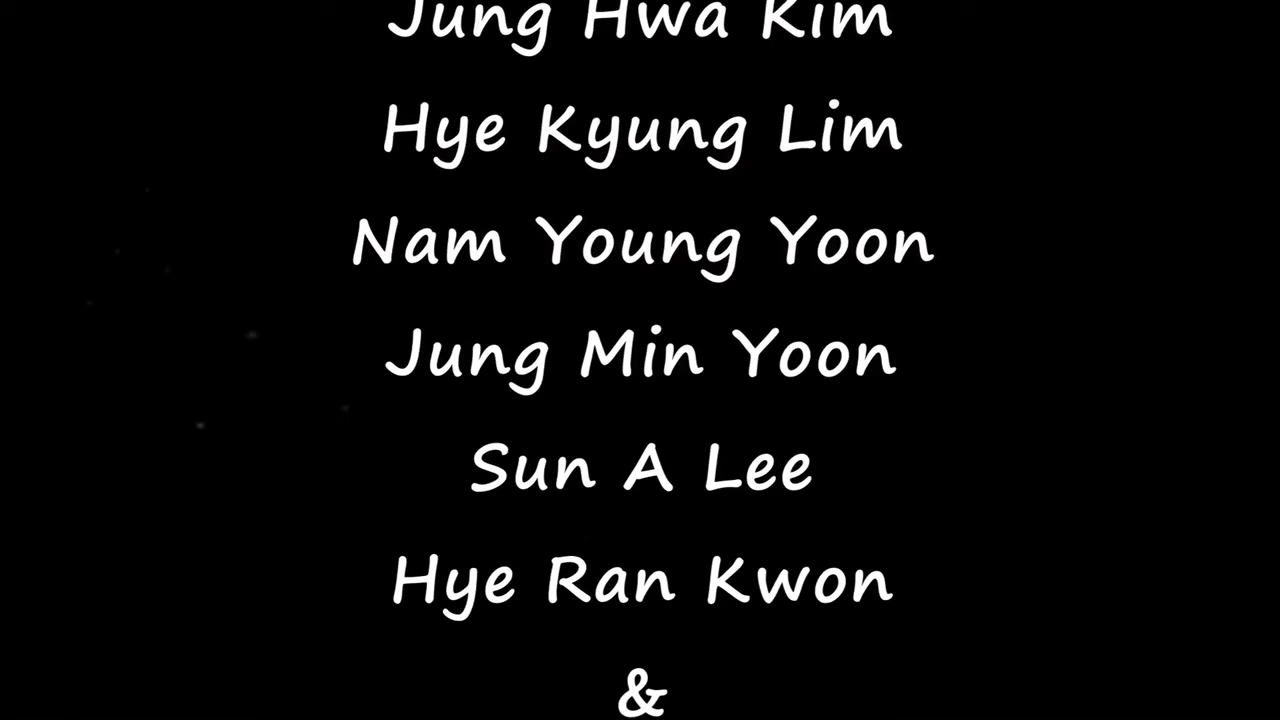 Jung Hwa Kim
Hye Kyung Lim
Nam Young Yoon
Jung Min Yoon
Sun A Lee
Hye Ran Kwon
&